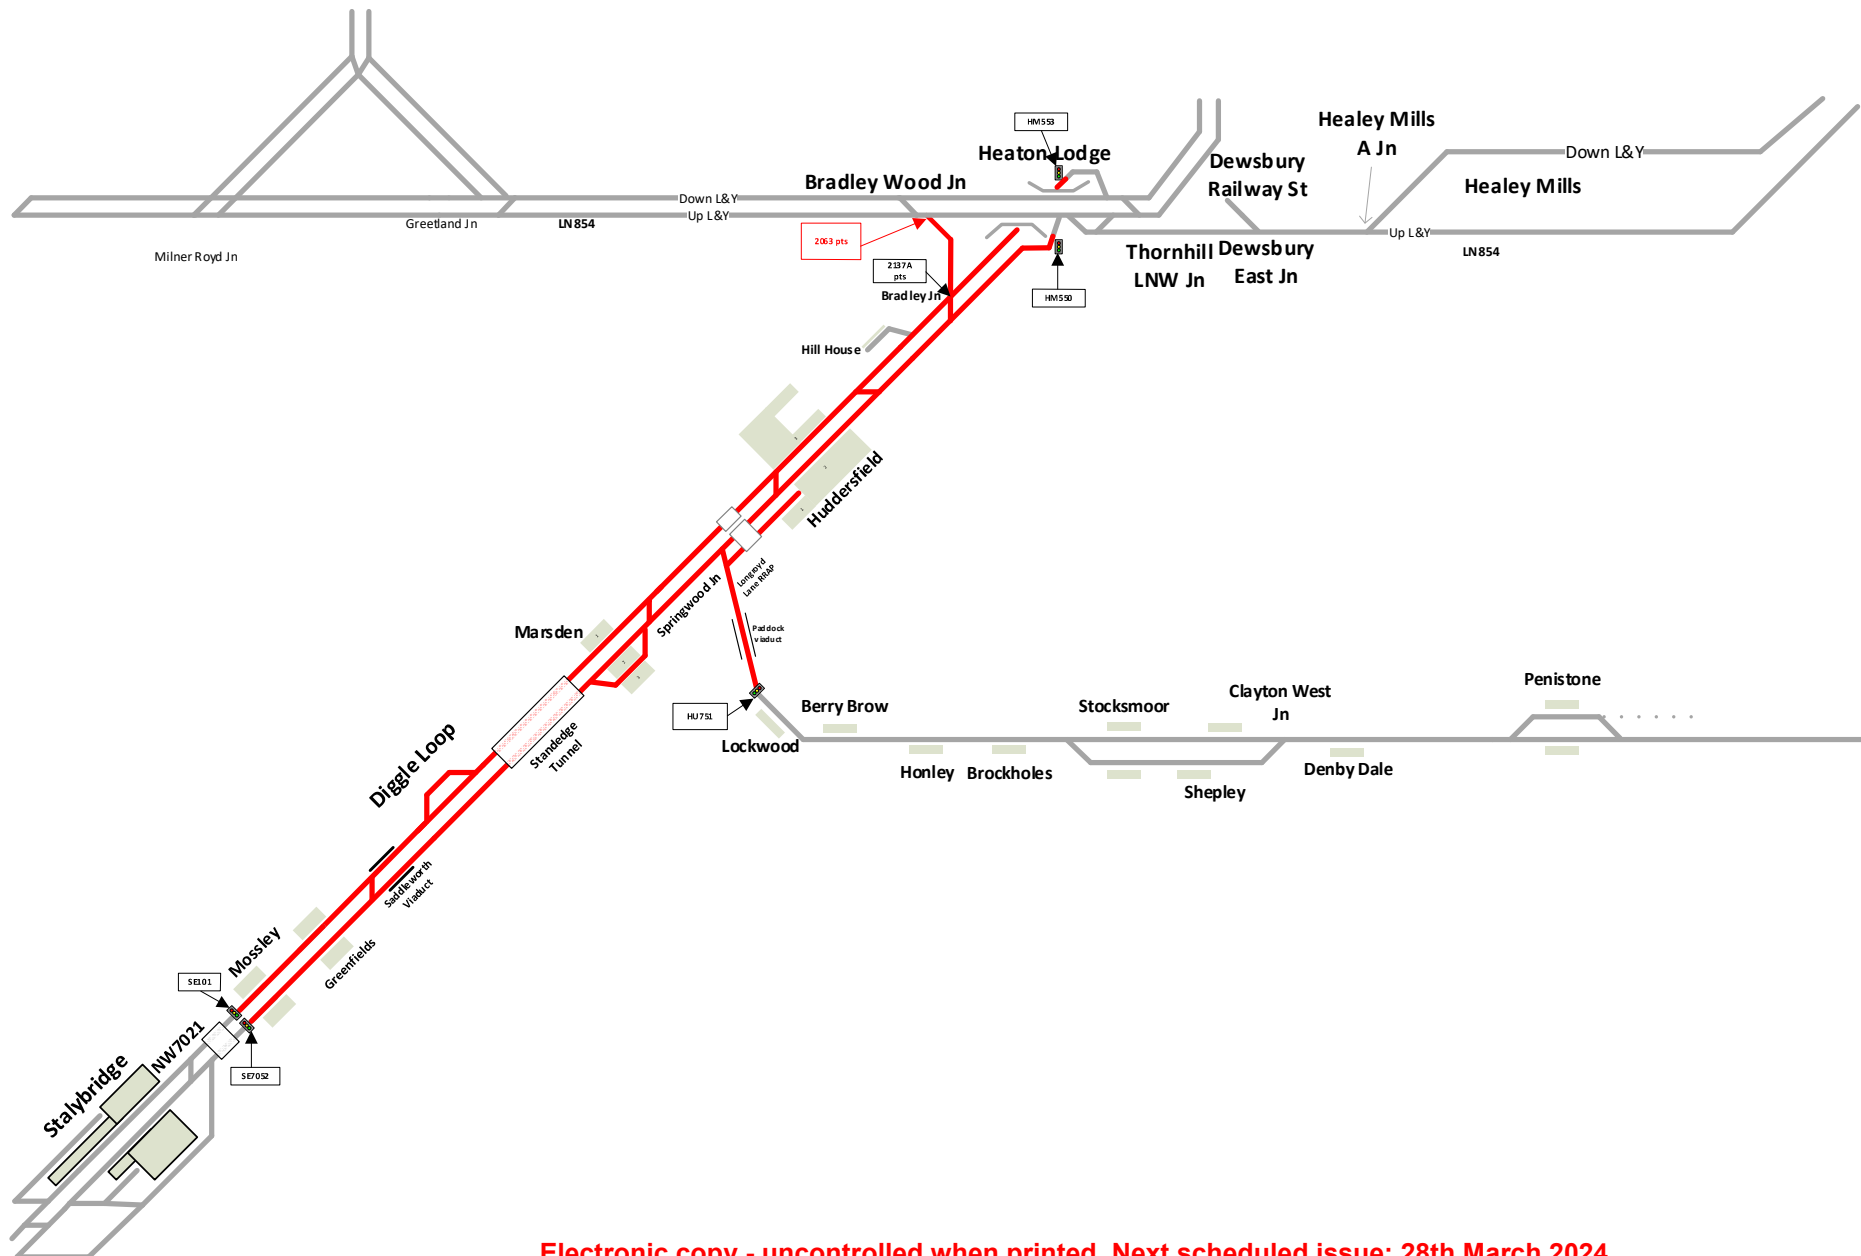 HM553
Healey Mills
A Jn
Heaton Lodge
Dewsbury
Railway St
Down L&Y
Bradley Wood Jn
Healey Mills
Down L&Y
Up L&Y
Greetland Jn
LN854
Up L&Y
LN854
2063 pts
Milner Royd Jn
Thornhill
LNW Jn
Dewsbury
East Jn
2137A
pts
Bradley Jn
HM550
Hill House
Huddersfield
Longroyd
Lane RRAP
Springwood Jn
Marsden
Paddock
viaduct
HU751
Lockwood
Berry Brow
Honley
Brockholes
Stocksmoor
Clayton West
Jn
Shepley
Denby Dale
Penistone
Standedge
Tunnel
Diggle Loop
Saddleworth
Viaduct
Mossley
Greenfields
SE101
NW7021
SE7052
Stalybridge
Electronic copy - uncontrolled when printed. Next scheduled issue: 28th March 2024